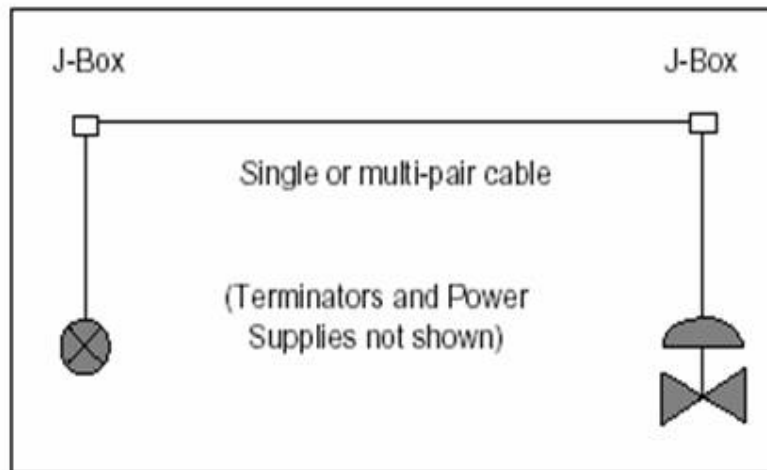 J-Box
J-Box
Single or multi-pair cable
(Terminators and Power
Supplies not shown)